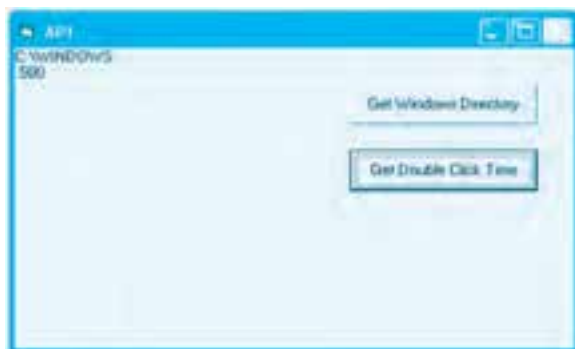 API
C:\WINDOWS
500
Get Windows Directory
Get Double Click Time